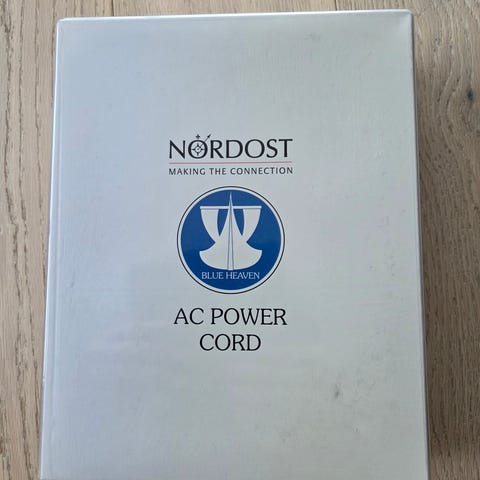 NORDOST
MAKING THE CONNECTION
BLUE HEAVEN
AC POWER
CORD